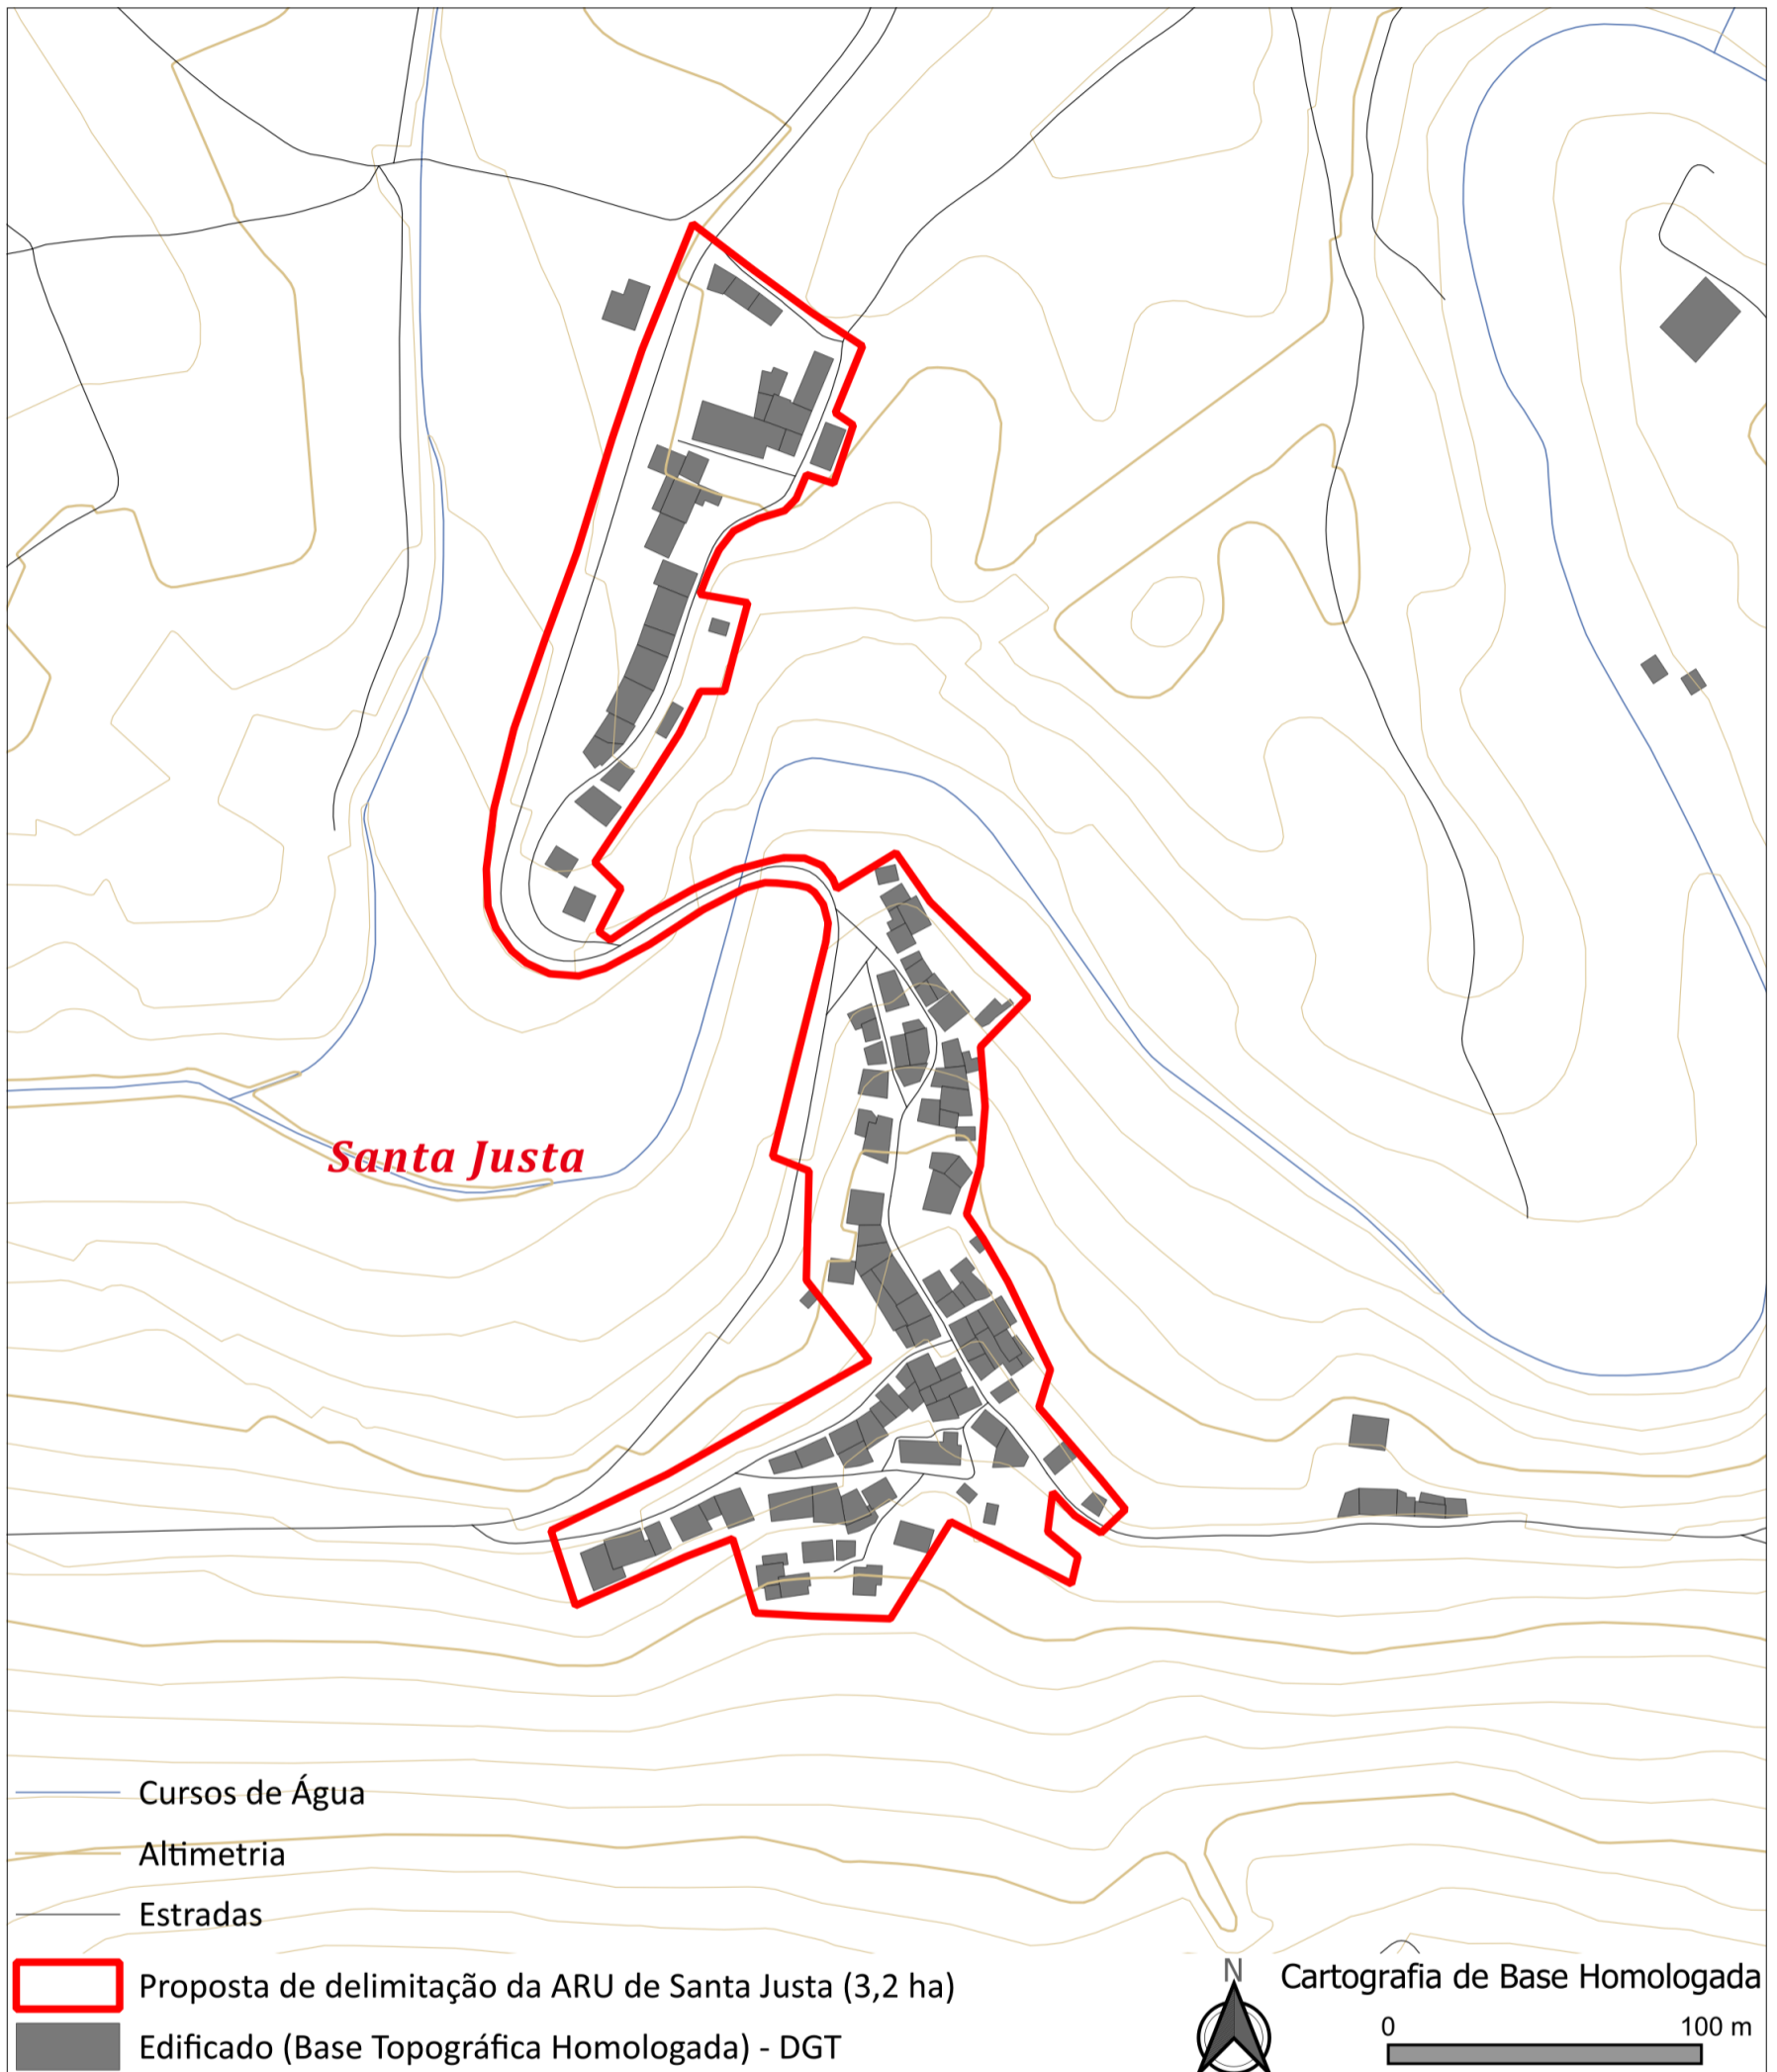 Santa Justa
Cursos de Água
Altimetria
Estradas
Proposta de delimitação da ARU de Santa Justa (3,2 ha)
Edificado (Base Topográfica Homologada) - DGT
N
Cartografia de Base Homologada
0 100 m